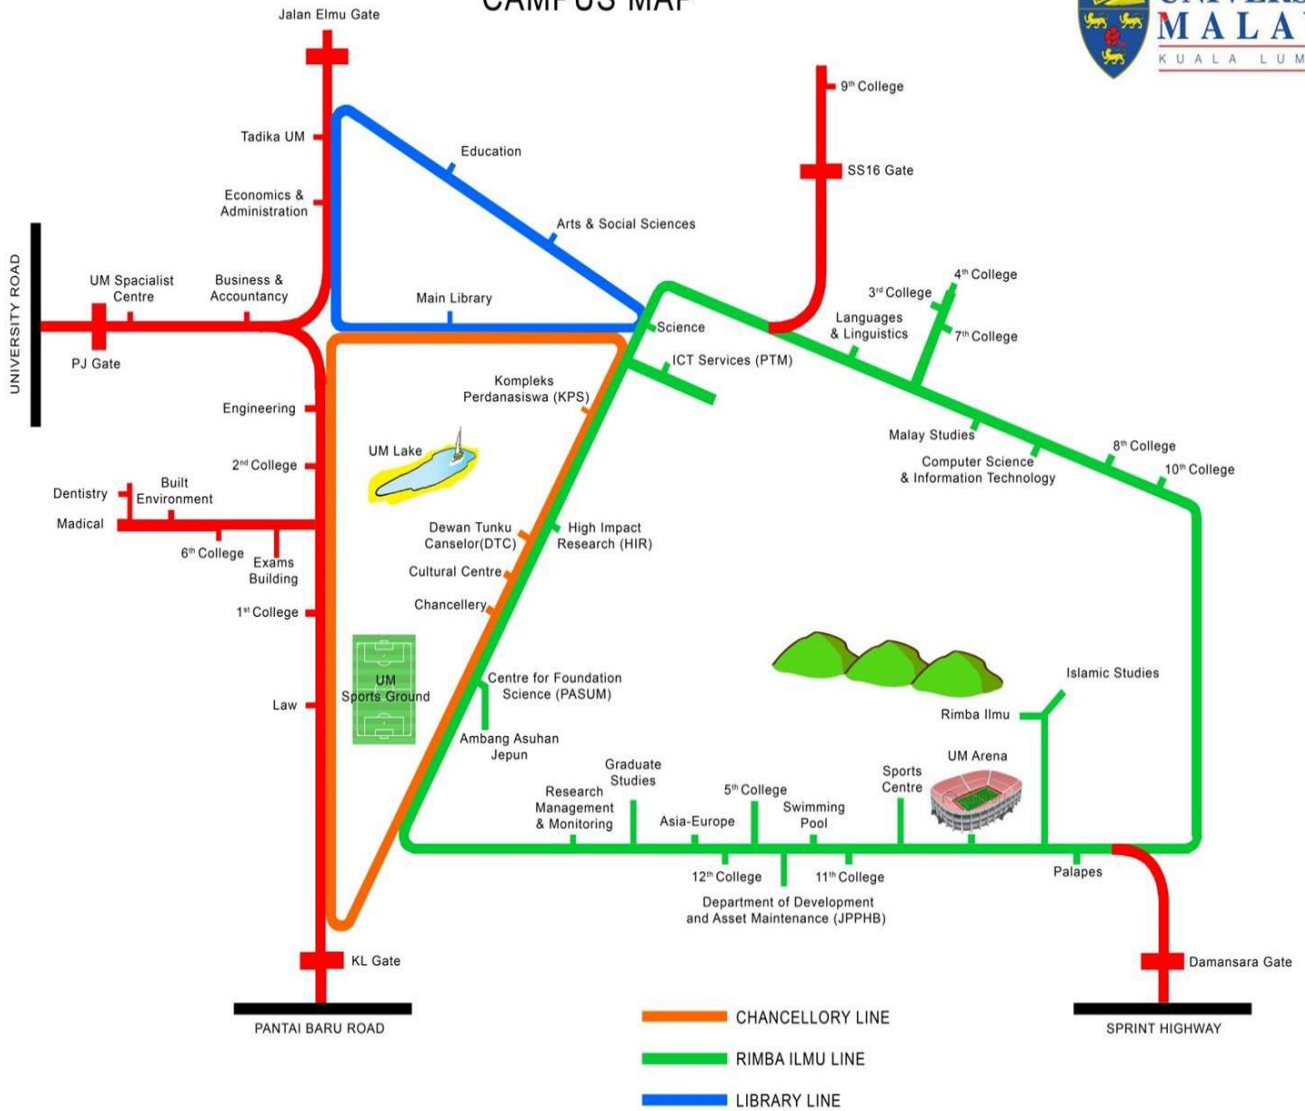 CAMPUS MAP
MALA
KUALA LUM
Jalan Elmu Gate
9th College
Tadika UM
Education
SS16 Gate
Economics &
Administration
Arts & Social Sciences
UNIVERSITY ROAD
UM Spacialist
Centre
Business &
Accountancy
Main Library
Science
4th College
3rd College
Languages
& Linguistics
7th College
PJ Gate
ICT Services (PTM)
Kompleks
Perdanasiswa (KPS)
Engineering
UM Lake
Malay Studies
Computer Science
& Information Technology
8th College
10th College
2nd College
Dentistry
Built
Environment
Madical
6th College
Exams
Building
Dewan Tunku
Canselor(DTC)
High Impact
Research (HIR)
Cultural Centre
Chancellery
1st College
UM
Sports Ground
Law
Centre for Foundation
Science (PASUM)
Ambang Asuhan
Jepun
Islamic Studies
Rimba Ilmu
UM Arena
Graduate
Studies
Research
Management
& Monitoring
Asia-Europe
5th College
Swimming
Pool
Sports
Centre
12th College
11th College
Palapes
Department of Development
and Asset Maintenance (JPPHB)
KL Gate
Damansara Gate
PANTAI BARU ROAD
SPRINT HIGHWAY
CHANCELLORY LINE
RIMBA ILMU LINE
LIBRARY LINE